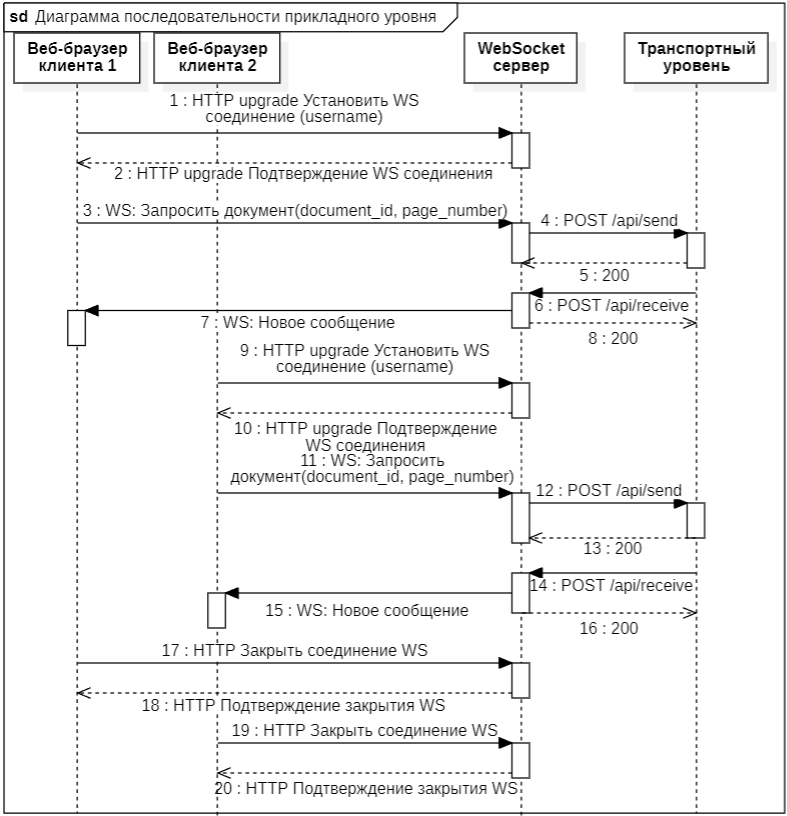 sd Диаграмма последовательности прикладного уровня
Веб-браузер
клиента 1
Веб-браузер
клиента 2
WebSocket
сервер
Транспортный
уровень
1 : HTTP upgrade Установить WS
соединение (username)
2 : HTTP upgrade Подтверждение WS соединения
3 : WS: Запросить документ(document_id, page_number)
4 : POST /api/send
5 : 200
6 : POST /api/receive
7 : WS: Новое сообщение
8 : 200
9 : HTTP upgrade Установить WS
соединение (username)
10 : HTTP upgrade Подтверждение
WS соединения
11 : WS: Запросить
документ(document_id, page_number)
12 : POST /api/send
13 : 200
14 : POST /api/receive
15 : WS: Новое сообщение
16 : 200
17 : HTTP Закрыть соединение WS
18 : HTTP Подтверждение закрытия WS
19 : HTTP Закрыть соединение WS
20 : HTTP Подтверждение закрытия WS